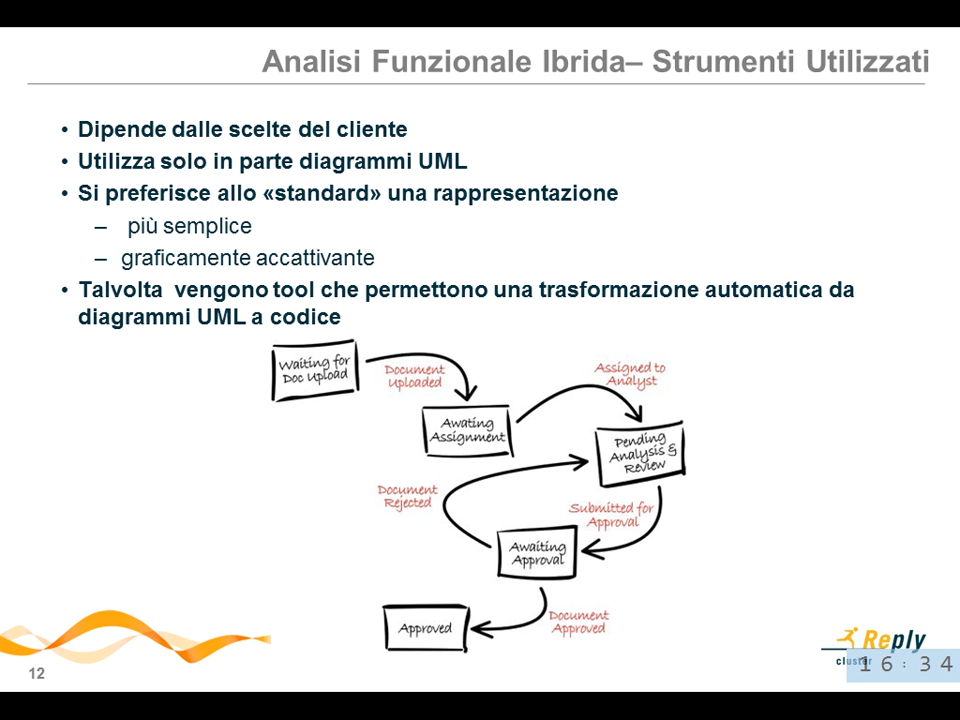 Analisi Funzionale Ibrida– Strumenti Utilizzati
• Dipende dalle scelte del cliente
• Utilizza solo in parte diagrammi UML
• Si preferisce allo «standard» una rappresentazione
– più semplice
– graficamente accattivante
• Talvolta vengono tool che permettono una trasformazione automatica da
diagrammi UML a codice
Waiting for
Doc Upload
Document
Uploaded
Assigned to
Analyst
Awating
Assignment
Pending
Analysis &
Review
Document
Rejected
Submitted for
Approval
Awaiting
Approval
Document
Approved
Approved
Reply
cluster
16:34
12